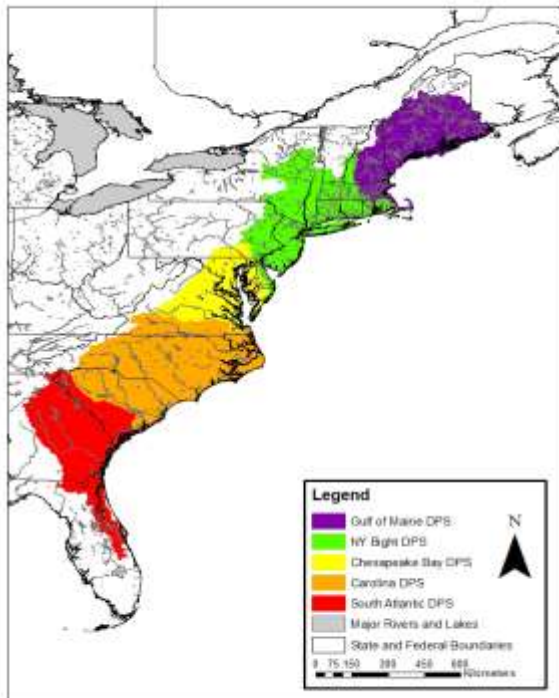 Legend
Gulf of Maine DPS
NY Bight DPS
Chesapeake Bay DPS
Carolina DPS
South Atlantic DPS
Major Rivers and Lakes
State and Federal Boundaries
N
0 75 150 300 450 600
Kilometers